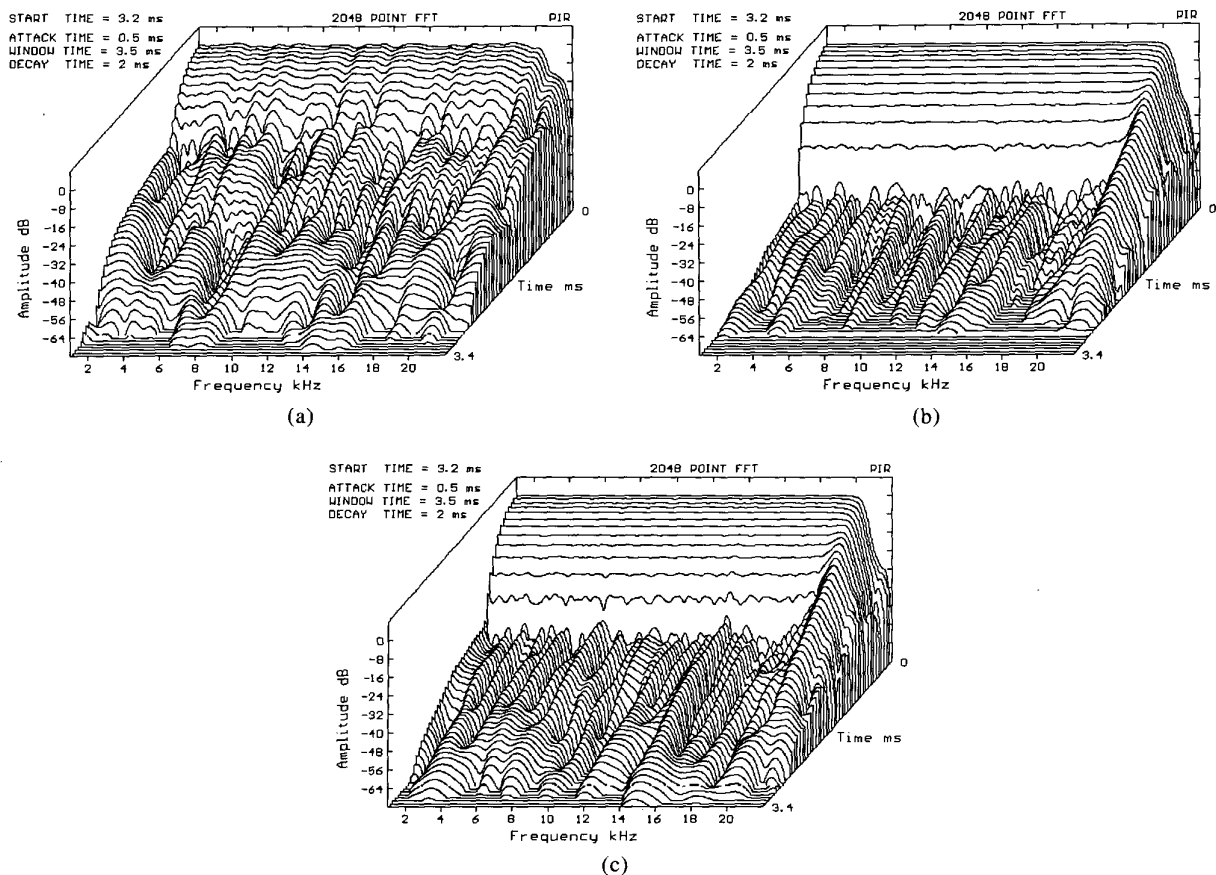 START TIME = 3.2 ms
2048 POINT FFT
PIR
ATTACK TIME = 0.5 ms
WINDOW TIME = 3.5 ms
DECAY TIME = 2 ms
0
-8
-16
-24
-32
-40
-48
-56
-64
Amplitude dB
0
Time ms
3.4
2 4 6 8 10 12 14 16 18 20
Frequency kHz
(a)
START TIME = 3.2 ms
2048 POINT FFT
PIR
ATTACK TIME = 0.5 ms
WINDOW TIME = 3.5 ms
DECAY TIME = 2 ms
0
-8
-16
-24
-32
-40
-48
-56
-64
Amplitude dB
0
Time ms
3.4
2 4 6 8 10 12 14 16 18 20
Frequency kHz
(b)
START TIME = 3.2 ms
2048 POINT FFT
PIR
ATTACK TIME = 0.5 ms
WINDOW TIME = 3.5 ms
DECAY TIME = 2 ms
0
-8
-16
-24
-32
-40
-48
-56
-64
Amplitude dB
0
Time ms
3.4
2 4 6 8 10 12 14 16 18 20
Frequency kHz
(c)